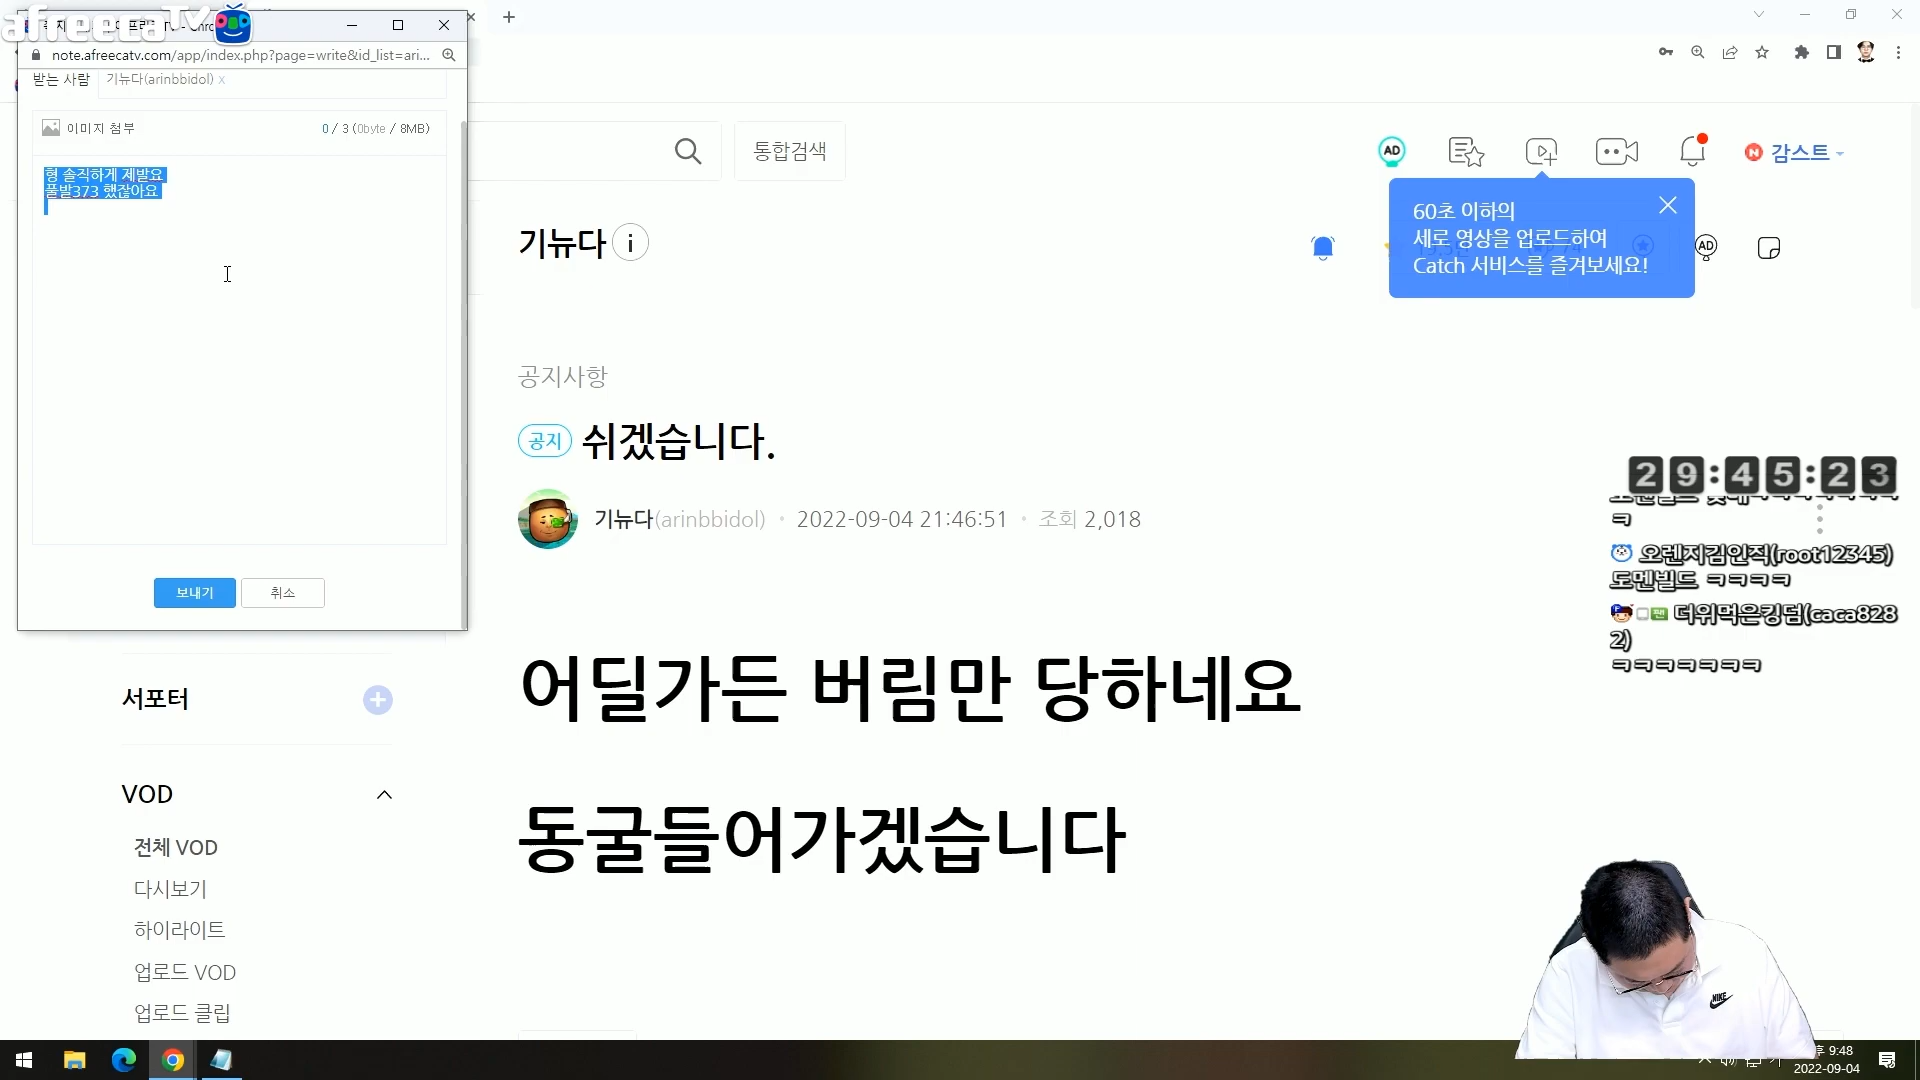 afreecaTV
note.afreecatv.com/app/index.php?page=write&id_list=ari...
받는 사람 기뉴다(arinbbidol) x
이미지 첨부 0 / 3 (0byte / 8MB)
형 솔직하게 제발요
풀발373 했잖아요
보내기 취소
통합검색
AD
N 감스트
60초 이하의
세로 영상을 업로드하여
Catch 서비스를 즐겨보세요!
기뉴다 i
AD
공지사항
공지 쉬겠습니다.
기뉴다(arinbbidol) · 2022-09-04 21:46:51 · 조회 2,018
어딜가든 버림만 당하네요
동굴들어가겠습니다
서포터
VOD
전체 VOD
다시보기
하이라이트
업로드 VOD
업로드 클립
29:45:23
ㅋ
오렌지김인직(root12345)
도멘빌드 ㅋㅋㅋㅋ
더위먹은킹덤(caca828
2)
ㅋㅋㅋㅋㅋㅋㅋ
NIKE
9:48
2022-09-04